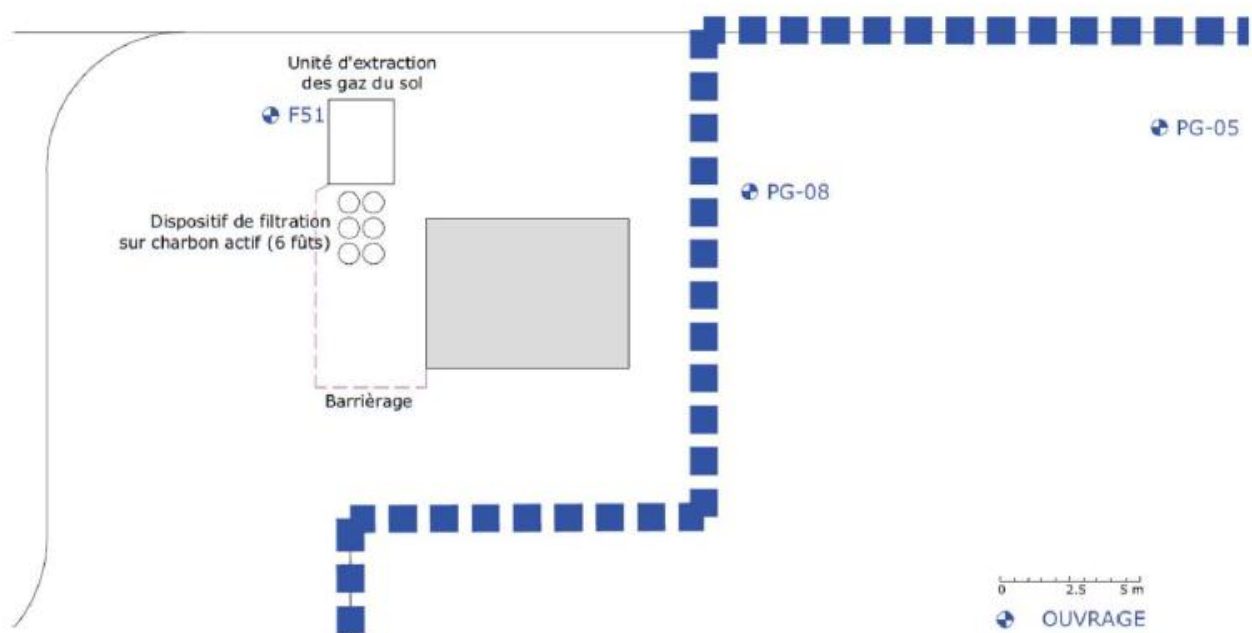 Unité d'extraction
des gaz du sol
F51
PG-05
PG-08
Dispositif de filtration
sur charbon actif (6 fûts)
Barrièrage
0 2.5 5 m
OUVRAGE